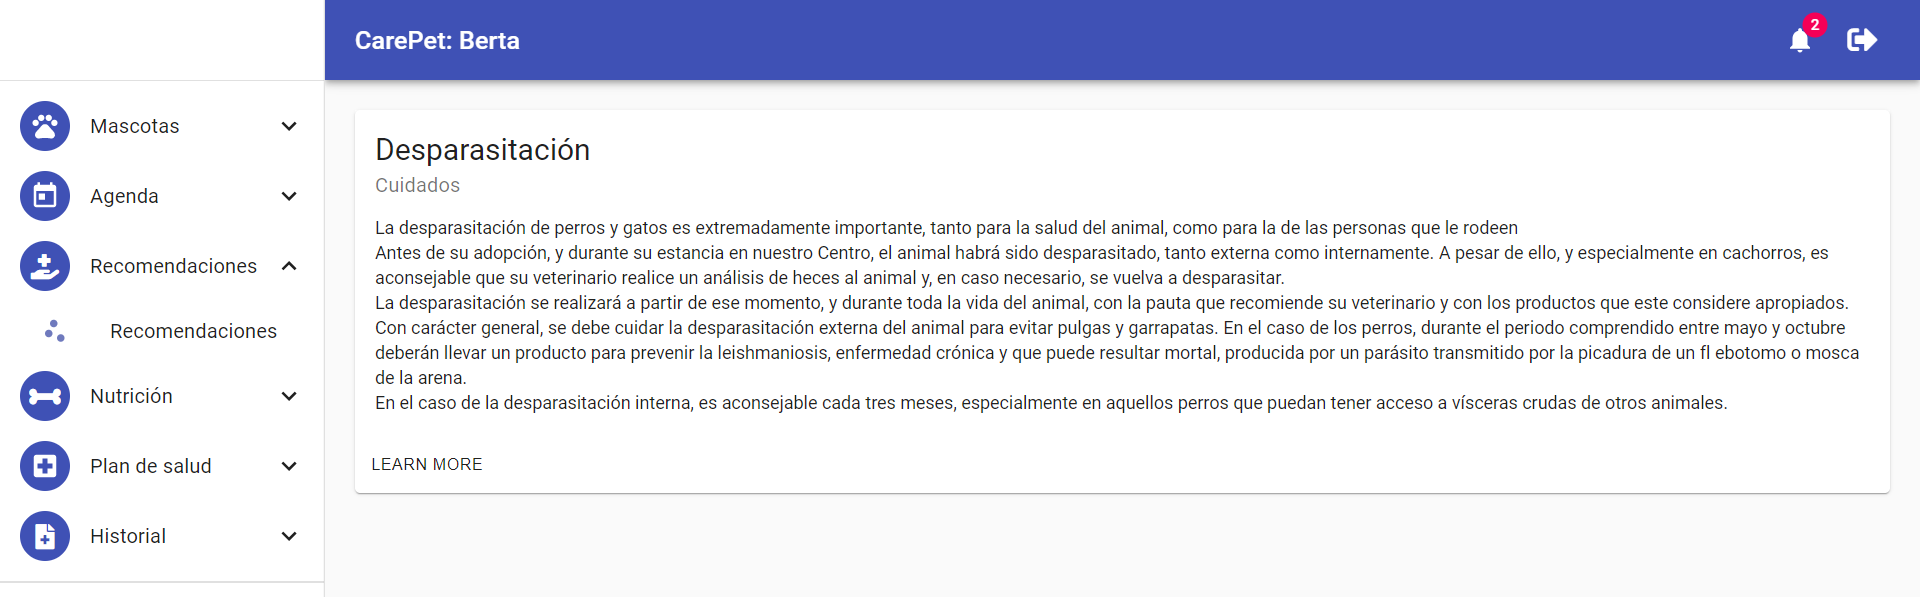 CarePet: Berta
2
Mascotas
Agenda
Recomendaciones
Recomendaciones
Nutrición
Plan de salud
Historial
Desparasitación
Cuidados
La desparasitación de perros y gatos es extremadamente importante, tanto para la salud del animal, como para la de las personas que le rodeen
Antes de su adopción, y durante su estancia en nuestro Centro, el animal habrá sido desparasitado, tanto externa como internamente. A pesar de ello, y especialmente en cachorros, es
aconsejable que su veterinario realice un análisis de heces al animal y, en caso necesario, se vuelva a desparasitar.
La desparasitación se realizará a partir de ese momento, y durante toda la vida del animal, con la pauta que recomiende su veterinario y con los productos que este considere apropiados.
Con carácter general, se debe cuidar la desparasitación externa del animal para evitar pulgas y garrapatas. En el caso de los perros, durante el periodo comprendido entre mayo y octubre
deberán llevar un producto para prevenir la leishmaniosis, enfermedad crónica y que puede resultar mortal, producida por un parásito transmitido por la picadura de un fl ebotomo o mosca
de la arena.
En el caso de la desparasitación interna, es aconsejable cada tres meses, especialmente en aquellos perros que puedan tener acceso a vísceras crudas de otros animales.
LEARN MORE